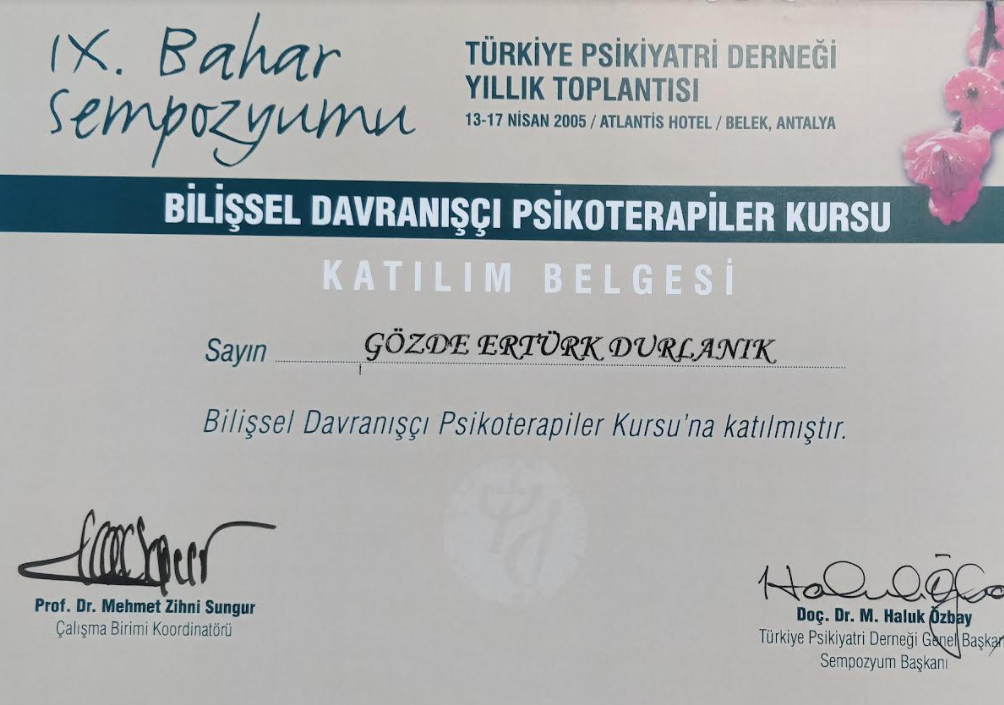 IX. Bahar
Sempozyumu
TÜRKİYE PSİKİYATRİ DERNEĞİ
YILLIK TOPLANTISI
13-17 NİSAN 2005 / ATLANTIS HOTEL / BELEK, ANTALYA
BİLİŞSEL DAVRANIŞÇI PSİKOTERAPİLER KURSU
KATILIM BELGESİ
Sayın GÖZDE ERTÜRK DURLANIK
Bilişsel Davranışçı Psikoterapiler Kursu'na katılmıştır.
Prof. Dr. Mehmet Zihni Sungur
Çalışma Birimi Koordinatörü
Doç. Dr. M. Haluk Özbay
Türkiye Psikiyatri Derneği Genel Başkan
Sempozyum Başkanı